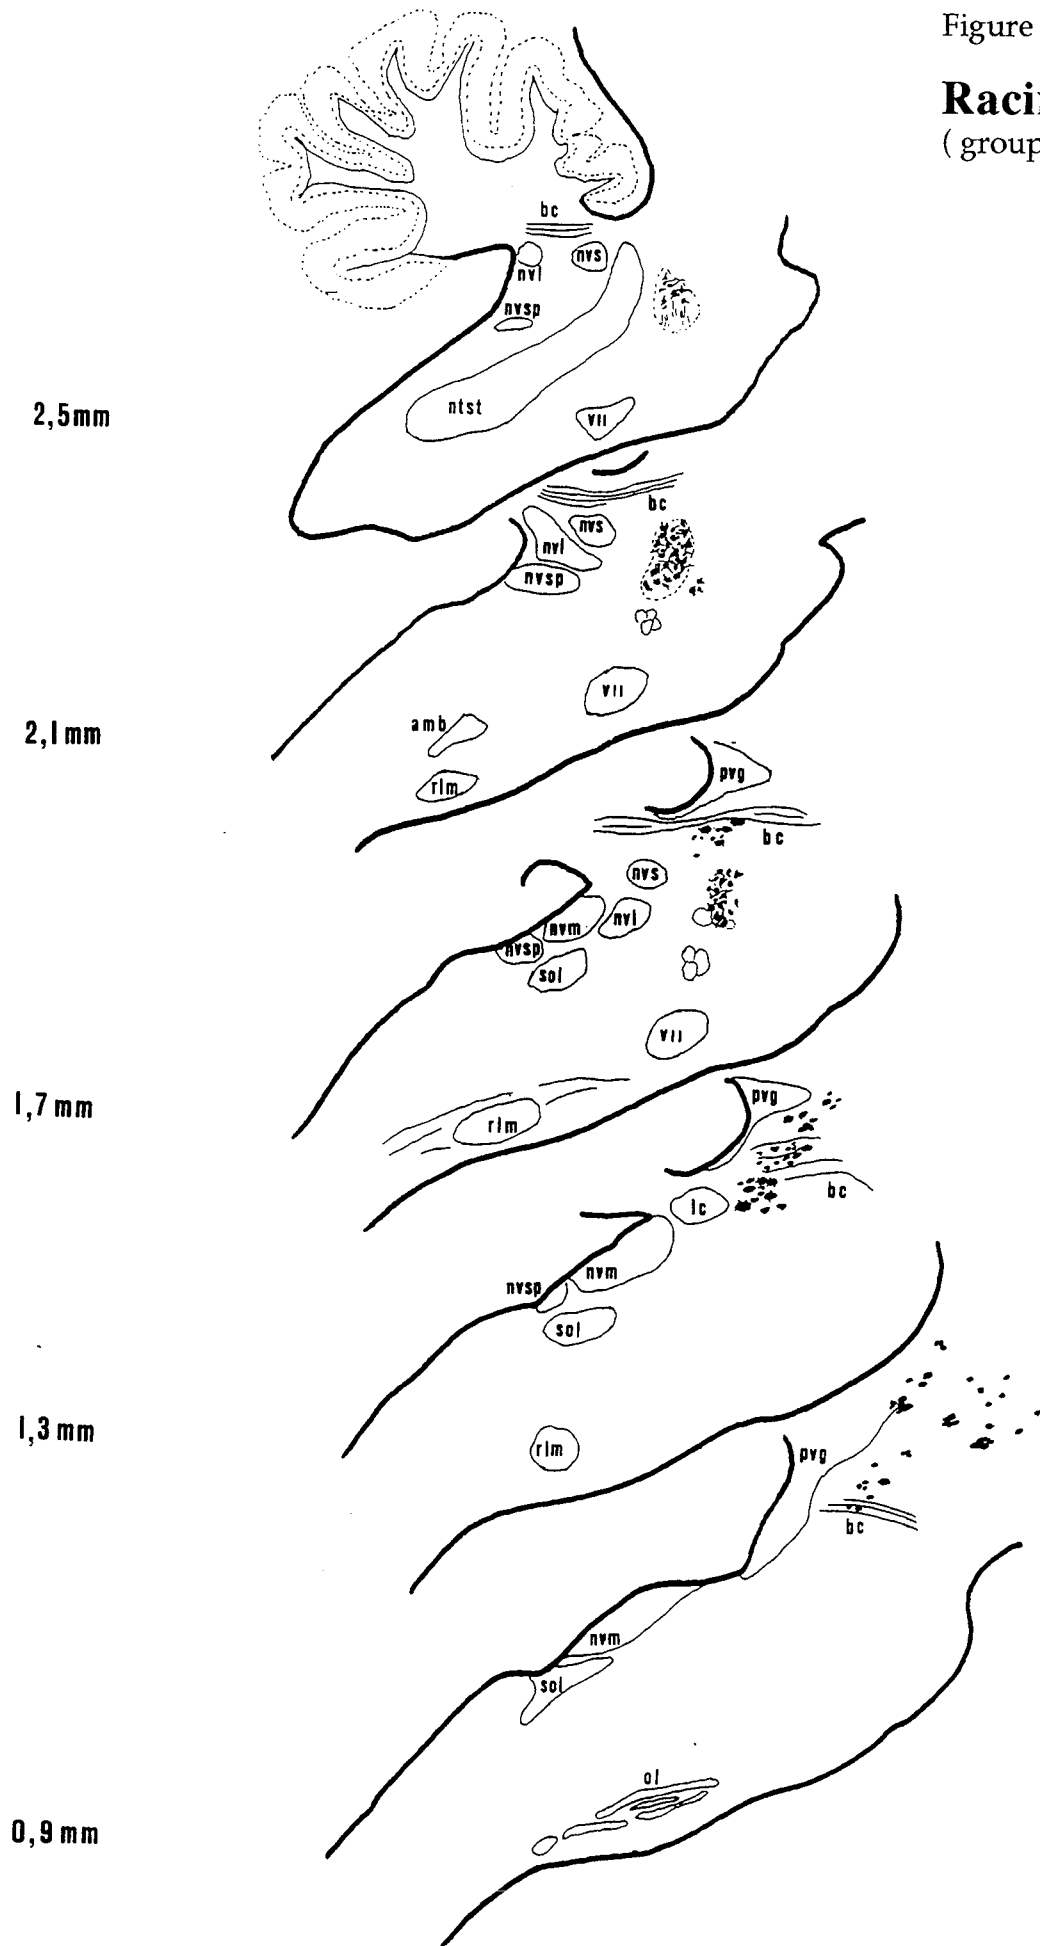 Figure
( group
bc
nvl
nvs
nvsp
ntst
VII
2,5mm
bc
nvs
nvl
nvsp
VII
amb
2,1mm
rlm
pvg
bc
nvs
nvm
nvl
nvsp
sol
VII
1,7mm
rlm
pvg
bc
lc
nvm
nvsp
sol
1,3mm
rlm
pvg
bc
nvm
sol
ol
0,9mm